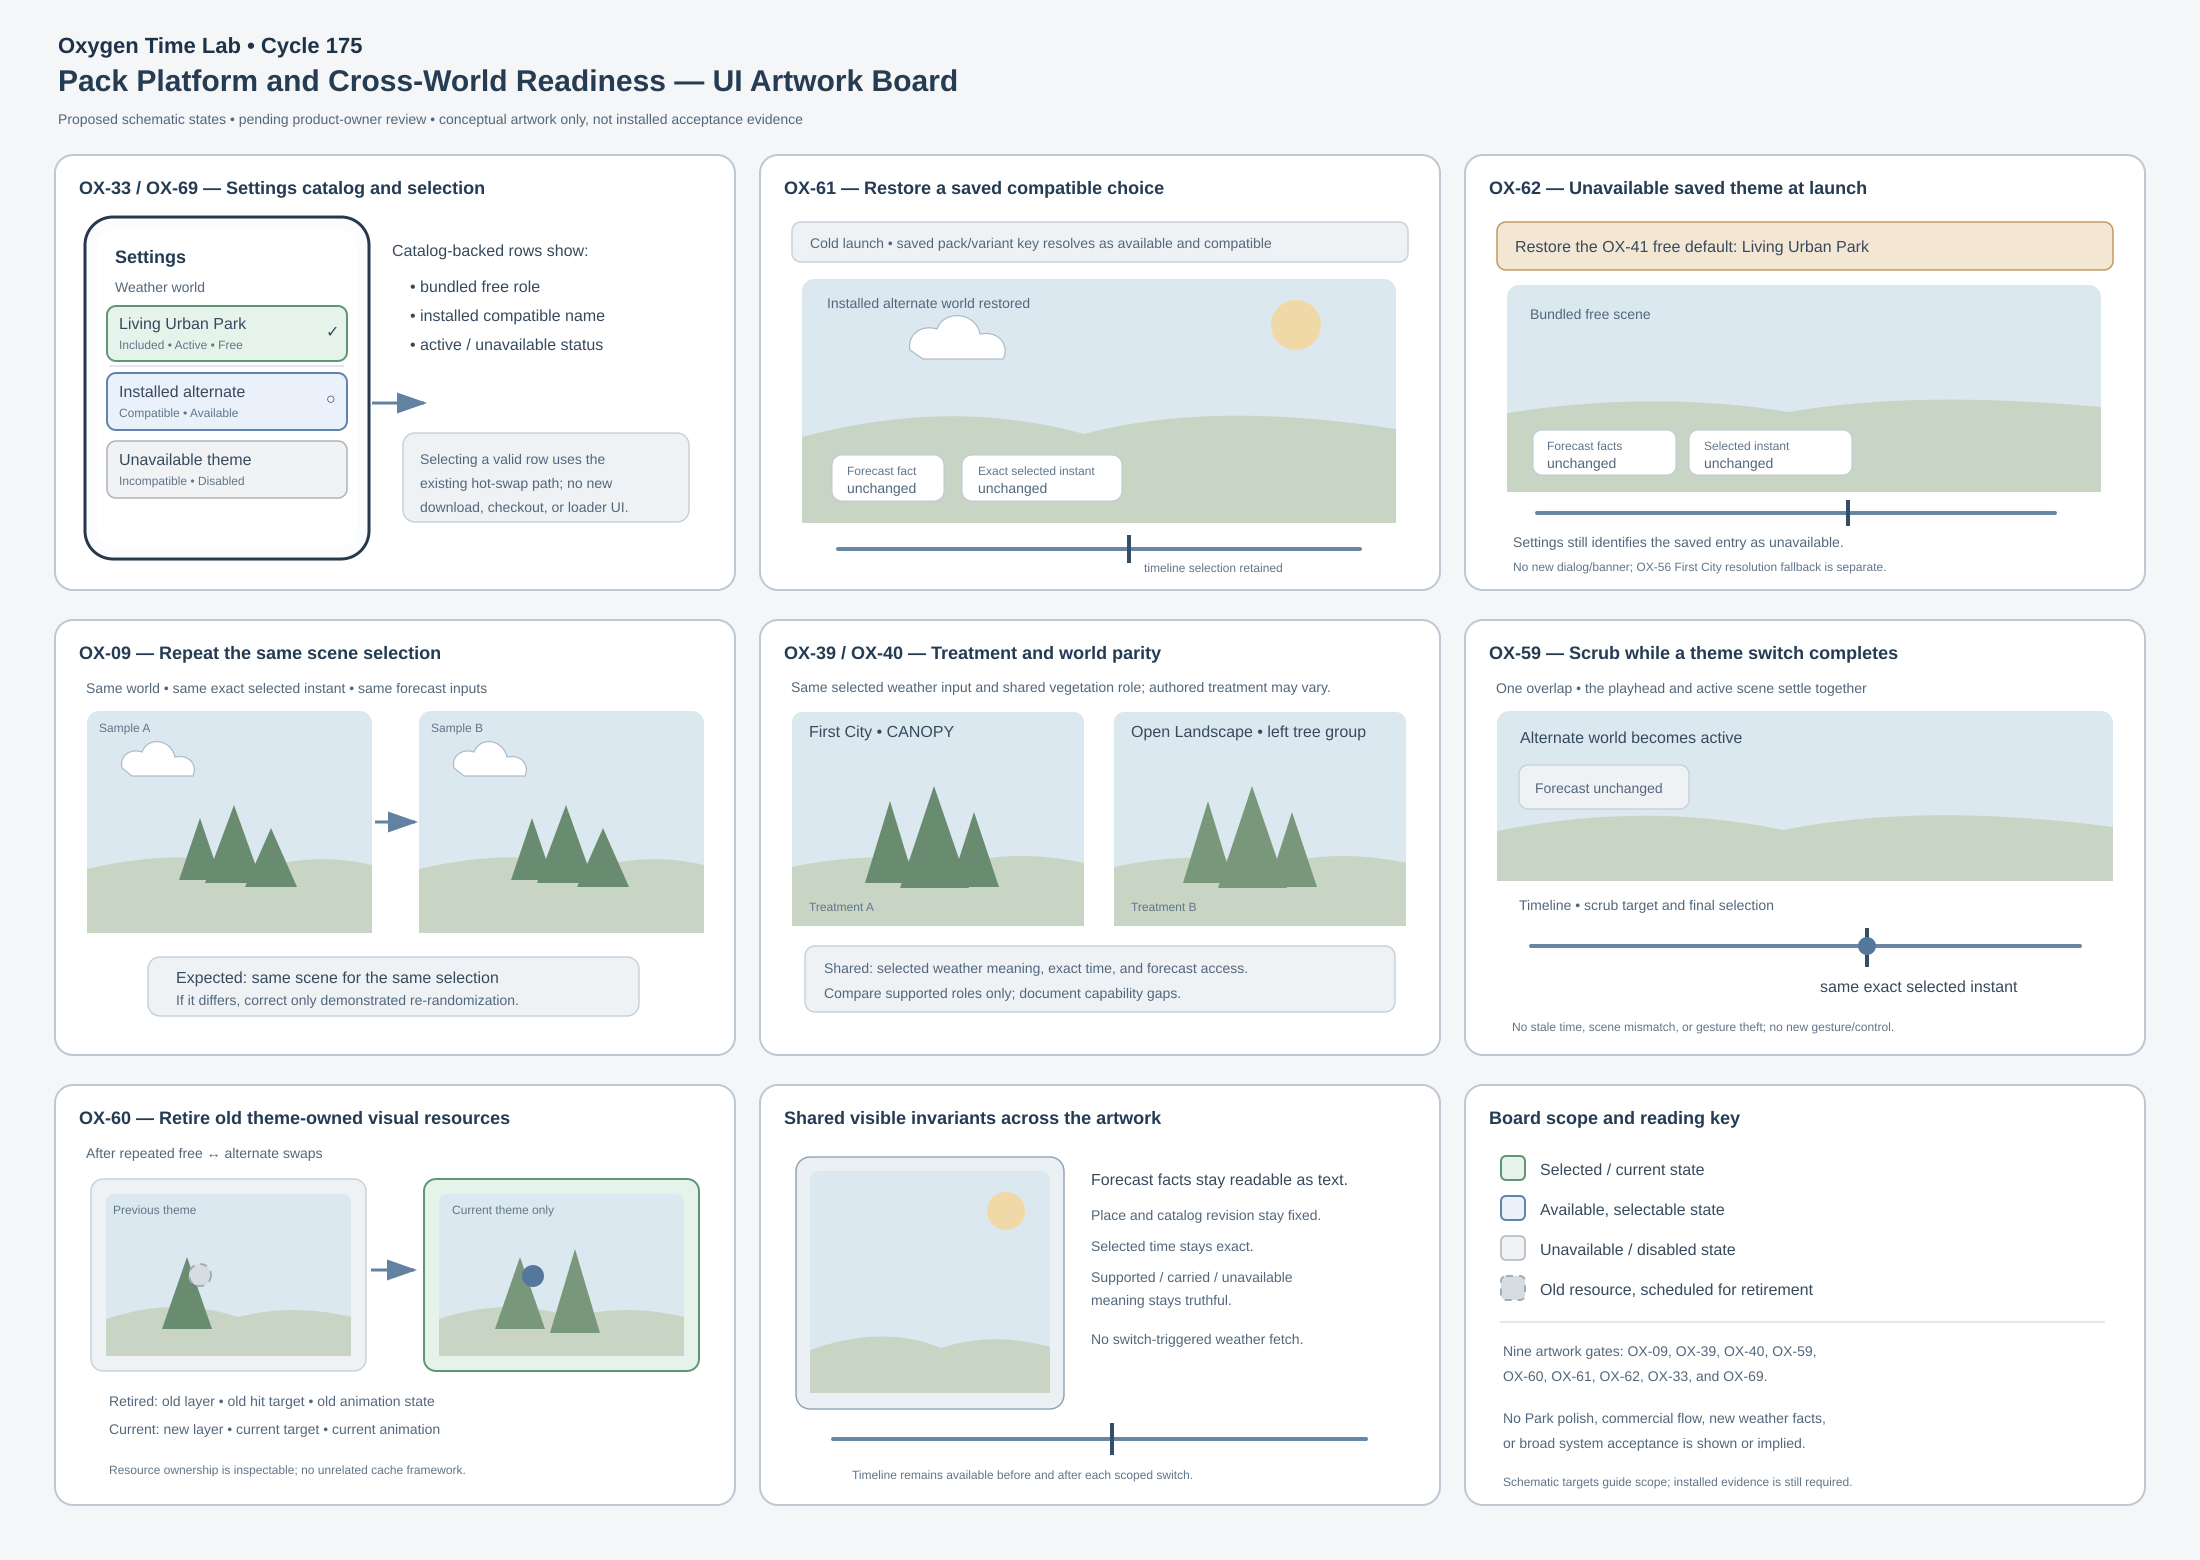 Oxygen Time Lab • Cycle 175
Pack Platform and Cross-World Readiness — UI Artwork Board
Proposed schematic states • pending product-owner review • conceptual artwork only, not installed acceptance evidence
OX-33 / OX-69 — Settings catalog and selection
Settings
Weather world
Living Urban Park
✓
Included • Active • Free
Installed alternate
○
Compatible • Available
Unavailable theme
Incompatible • Disabled
Catalog-backed rows show:
• bundled free role
• installed compatible name
• active / unavailable status
Selecting a valid row uses the
existing hot-swap path; no new
download, checkout, or loader UI.
OX-61 — Restore a saved compatible choice
Cold launch • saved pack/variant key resolves as available and compatible
Installed alternate world restored
Forecast fact
unchanged
Exact selected instant
unchanged
timeline selection retained
OX-62 — Unavailable saved theme at launch
Restore the OX-41 free default: Living Urban Park
Bundled free scene
Forecast facts
unchanged
Selected instant
unchanged
Settings still identifies the saved entry as unavailable.
No new dialog/banner; OX-56 First City resolution fallback is separate.
OX-09 — Repeat the same scene selection
Same world • same exact selected instant • same forecast inputs
Sample A
Sample B
Expected: same scene for the same selection
If it differs, correct only demonstrated re-randomization.
OX-39 / OX-40 — Treatment and world parity
Same selected weather input and shared vegetation role; authored treatment may vary.
First City • CANOPY
Treatment A
Open Landscape • left tree group
Treatment B
Shared: selected weather meaning, exact time, and forecast access.
Compare supported roles only; document capability gaps.
OX-59 — Scrub while a theme switch completes
One overlap • the playhead and active scene settle together
Alternate world becomes active
Forecast unchanged
Timeline • scrub target and final selection
same exact selected instant
No stale time, scene mismatch, or gesture theft; no new gesture/control.
OX-60 — Retire old theme-owned visual resources
After repeated free ↔ alternate swaps
Previous theme
Current theme only
Retired: old layer • old hit target • old animation state
Current: new layer • current target • current animation
Resource ownership is inspectable; no unrelated cache framework.
Shared visible invariants across the artwork
Forecast facts stay readable as text.
Place and catalog revision stay fixed.
Selected time stays exact.
Supported / carried / unavailable
meaning stays truthful.
No switch-triggered weather fetch.
Timeline remains available before and after each scoped switch.
Board scope and reading key
Selected / current state
Available, selectable state
Unavailable / disabled state
Old resource, scheduled for retirement
Nine artwork gates: OX-09, OX-39, OX-40, OX-59,
OX-60, OX-61, OX-62, OX-33, and OX-69.
No Park polish, commercial flow, new weather facts,
or broad system acceptance is shown or implied.
Schematic targets guide scope; installed evidence is still required.